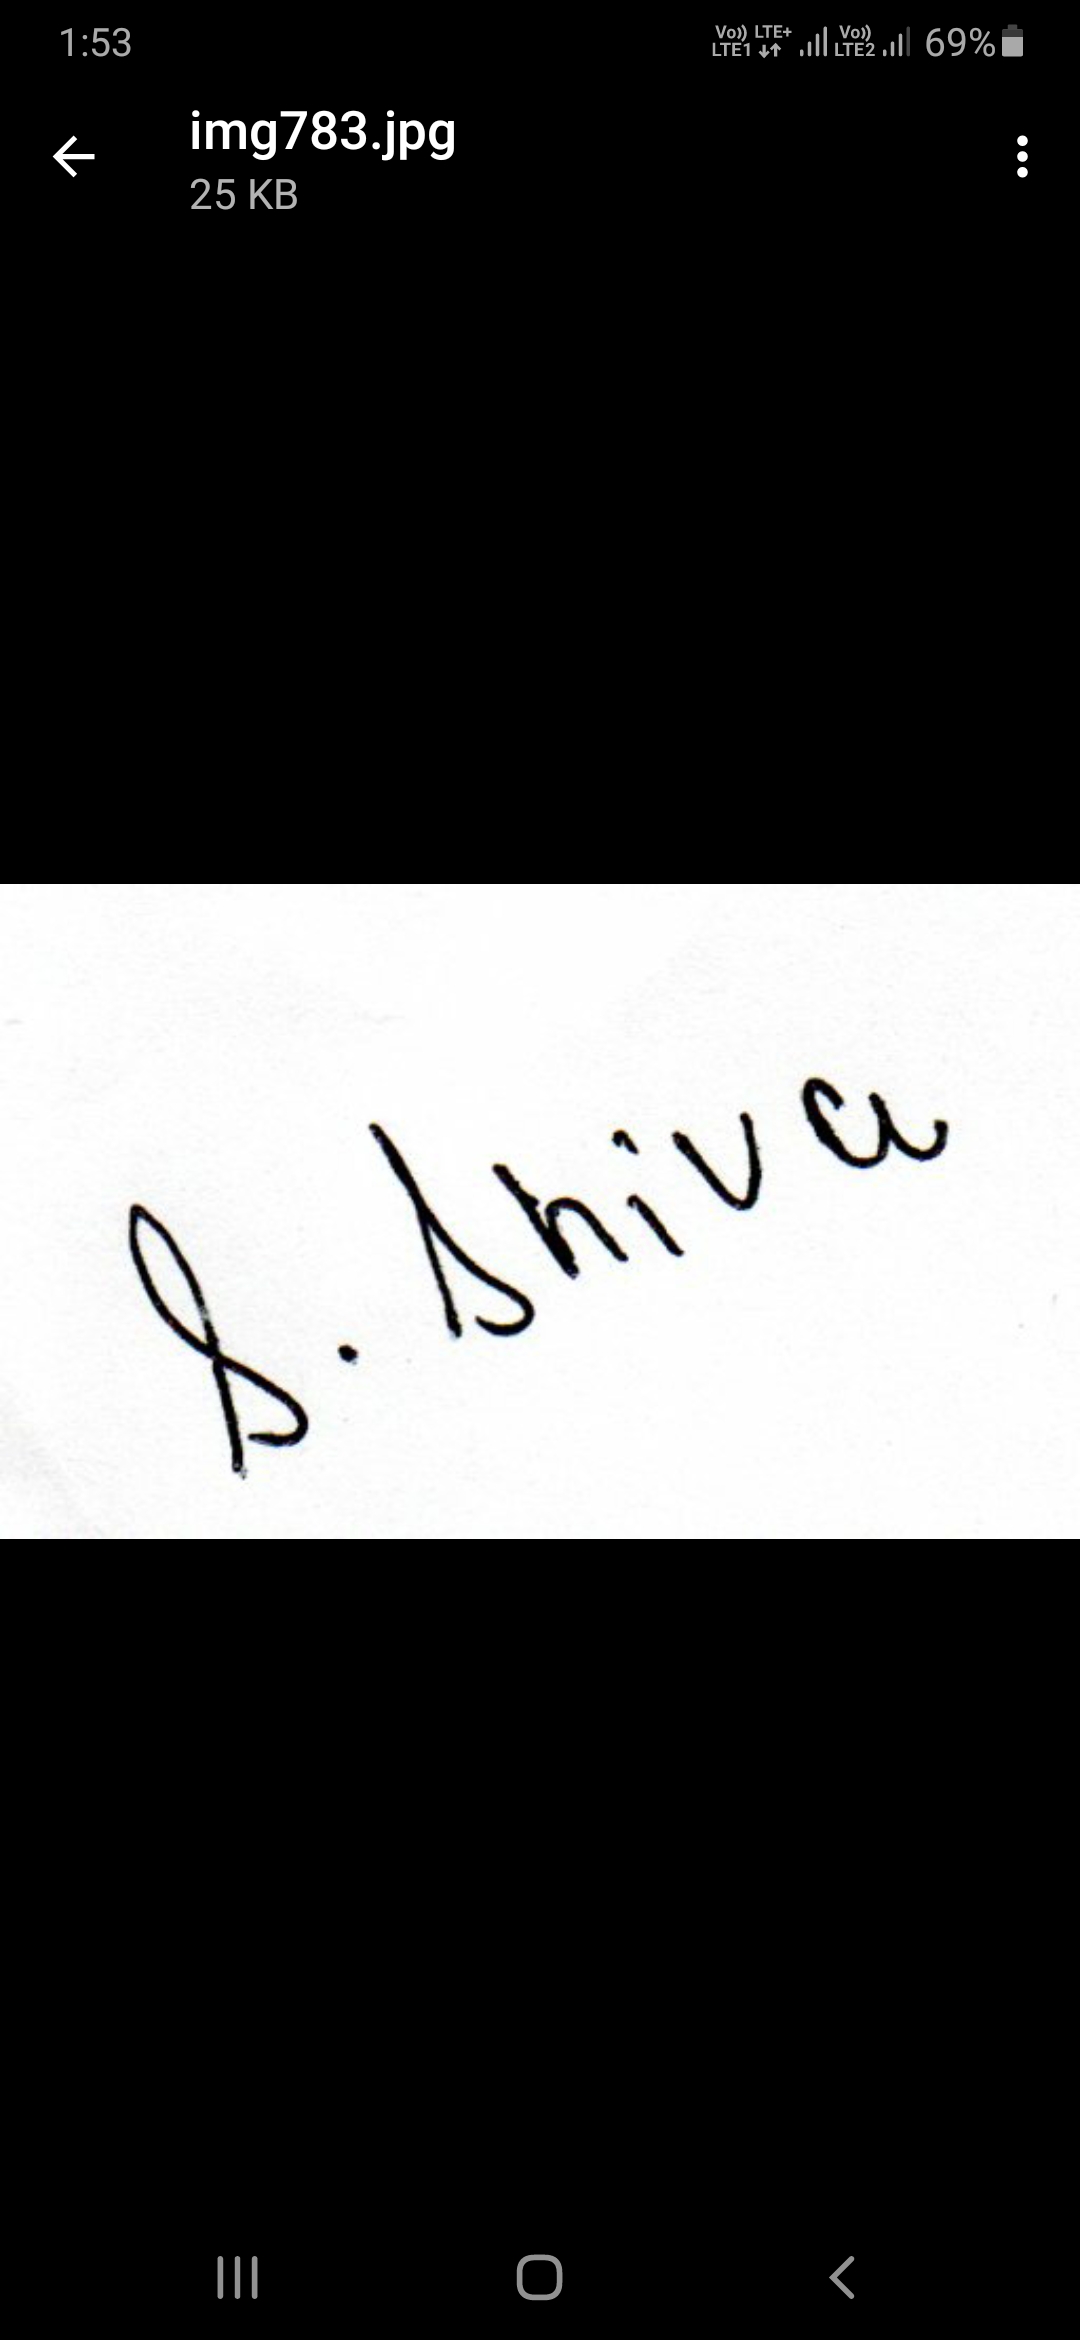 1:53
Vo)) LTE+
LTE1
Vo))
LTE2
69%
img783.jpg
25 KB
S. Shiva